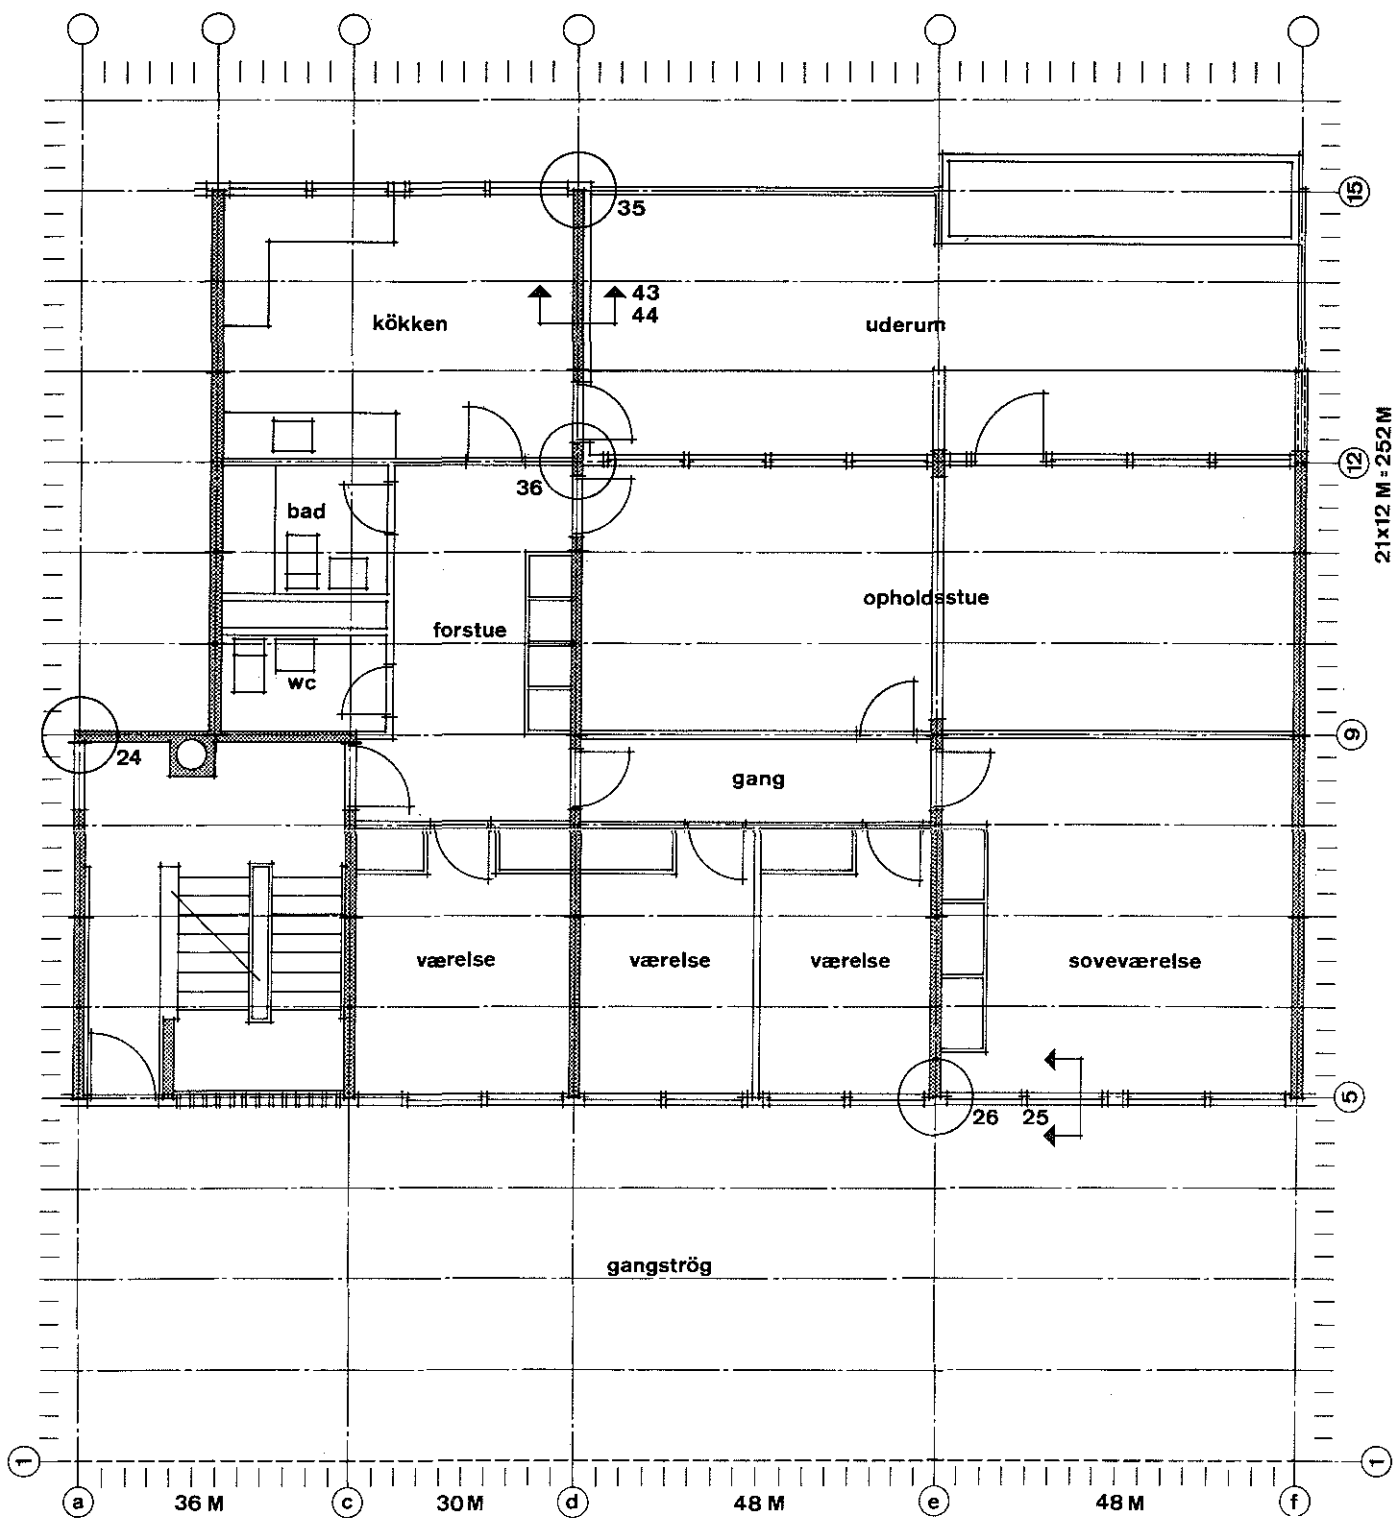 15
35
43
44
kökken
uderum
21x12 M = 252 M
12
36
bad
opholdsstue
forstue
wc
24
9
gang
værelse
værelse
værelse
soveværelse
5
26
25
gangströg
1
1
a
36 M
c
30 M
d
48 M
e
48 M
f